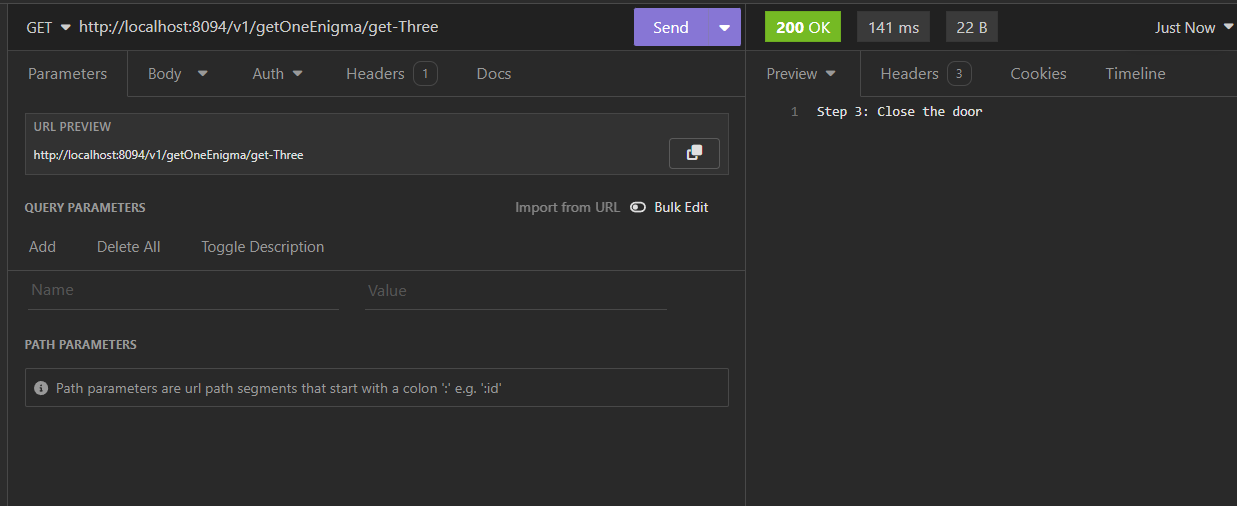 GET http://localhost:8094/v1/getOneEnigma/get-Three Send
200 OK 141 ms 22 B Just Now
Parameters Body Auth Headers 1 Docs
Preview Headers 3 Cookies Timeline
URL PREVIEW
http://localhost:8094/v1/getOneEnigma/get-Three
QUERY PARAMETERS Import from URL Bulk Edit
Add Delete All Toggle Description
Name Value
PATH PARAMETERS
Path parameters are url path segments that start with a colon ':' e.g. ':id'
1 Step 3: Close the door